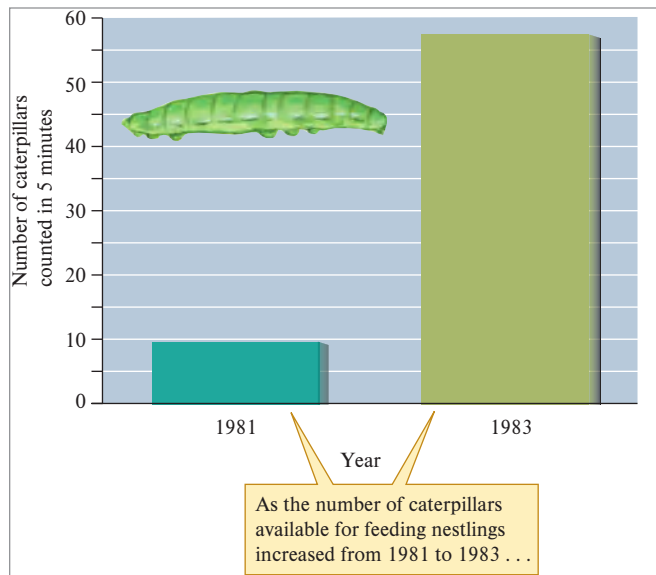 60
50
40
30
20
10
0
Number of caterpillars
counted in 5 minutes
1981
1983
Year
As the number of caterpillars
available for feeding nestlings
increased from 1981 to 1983 . . .